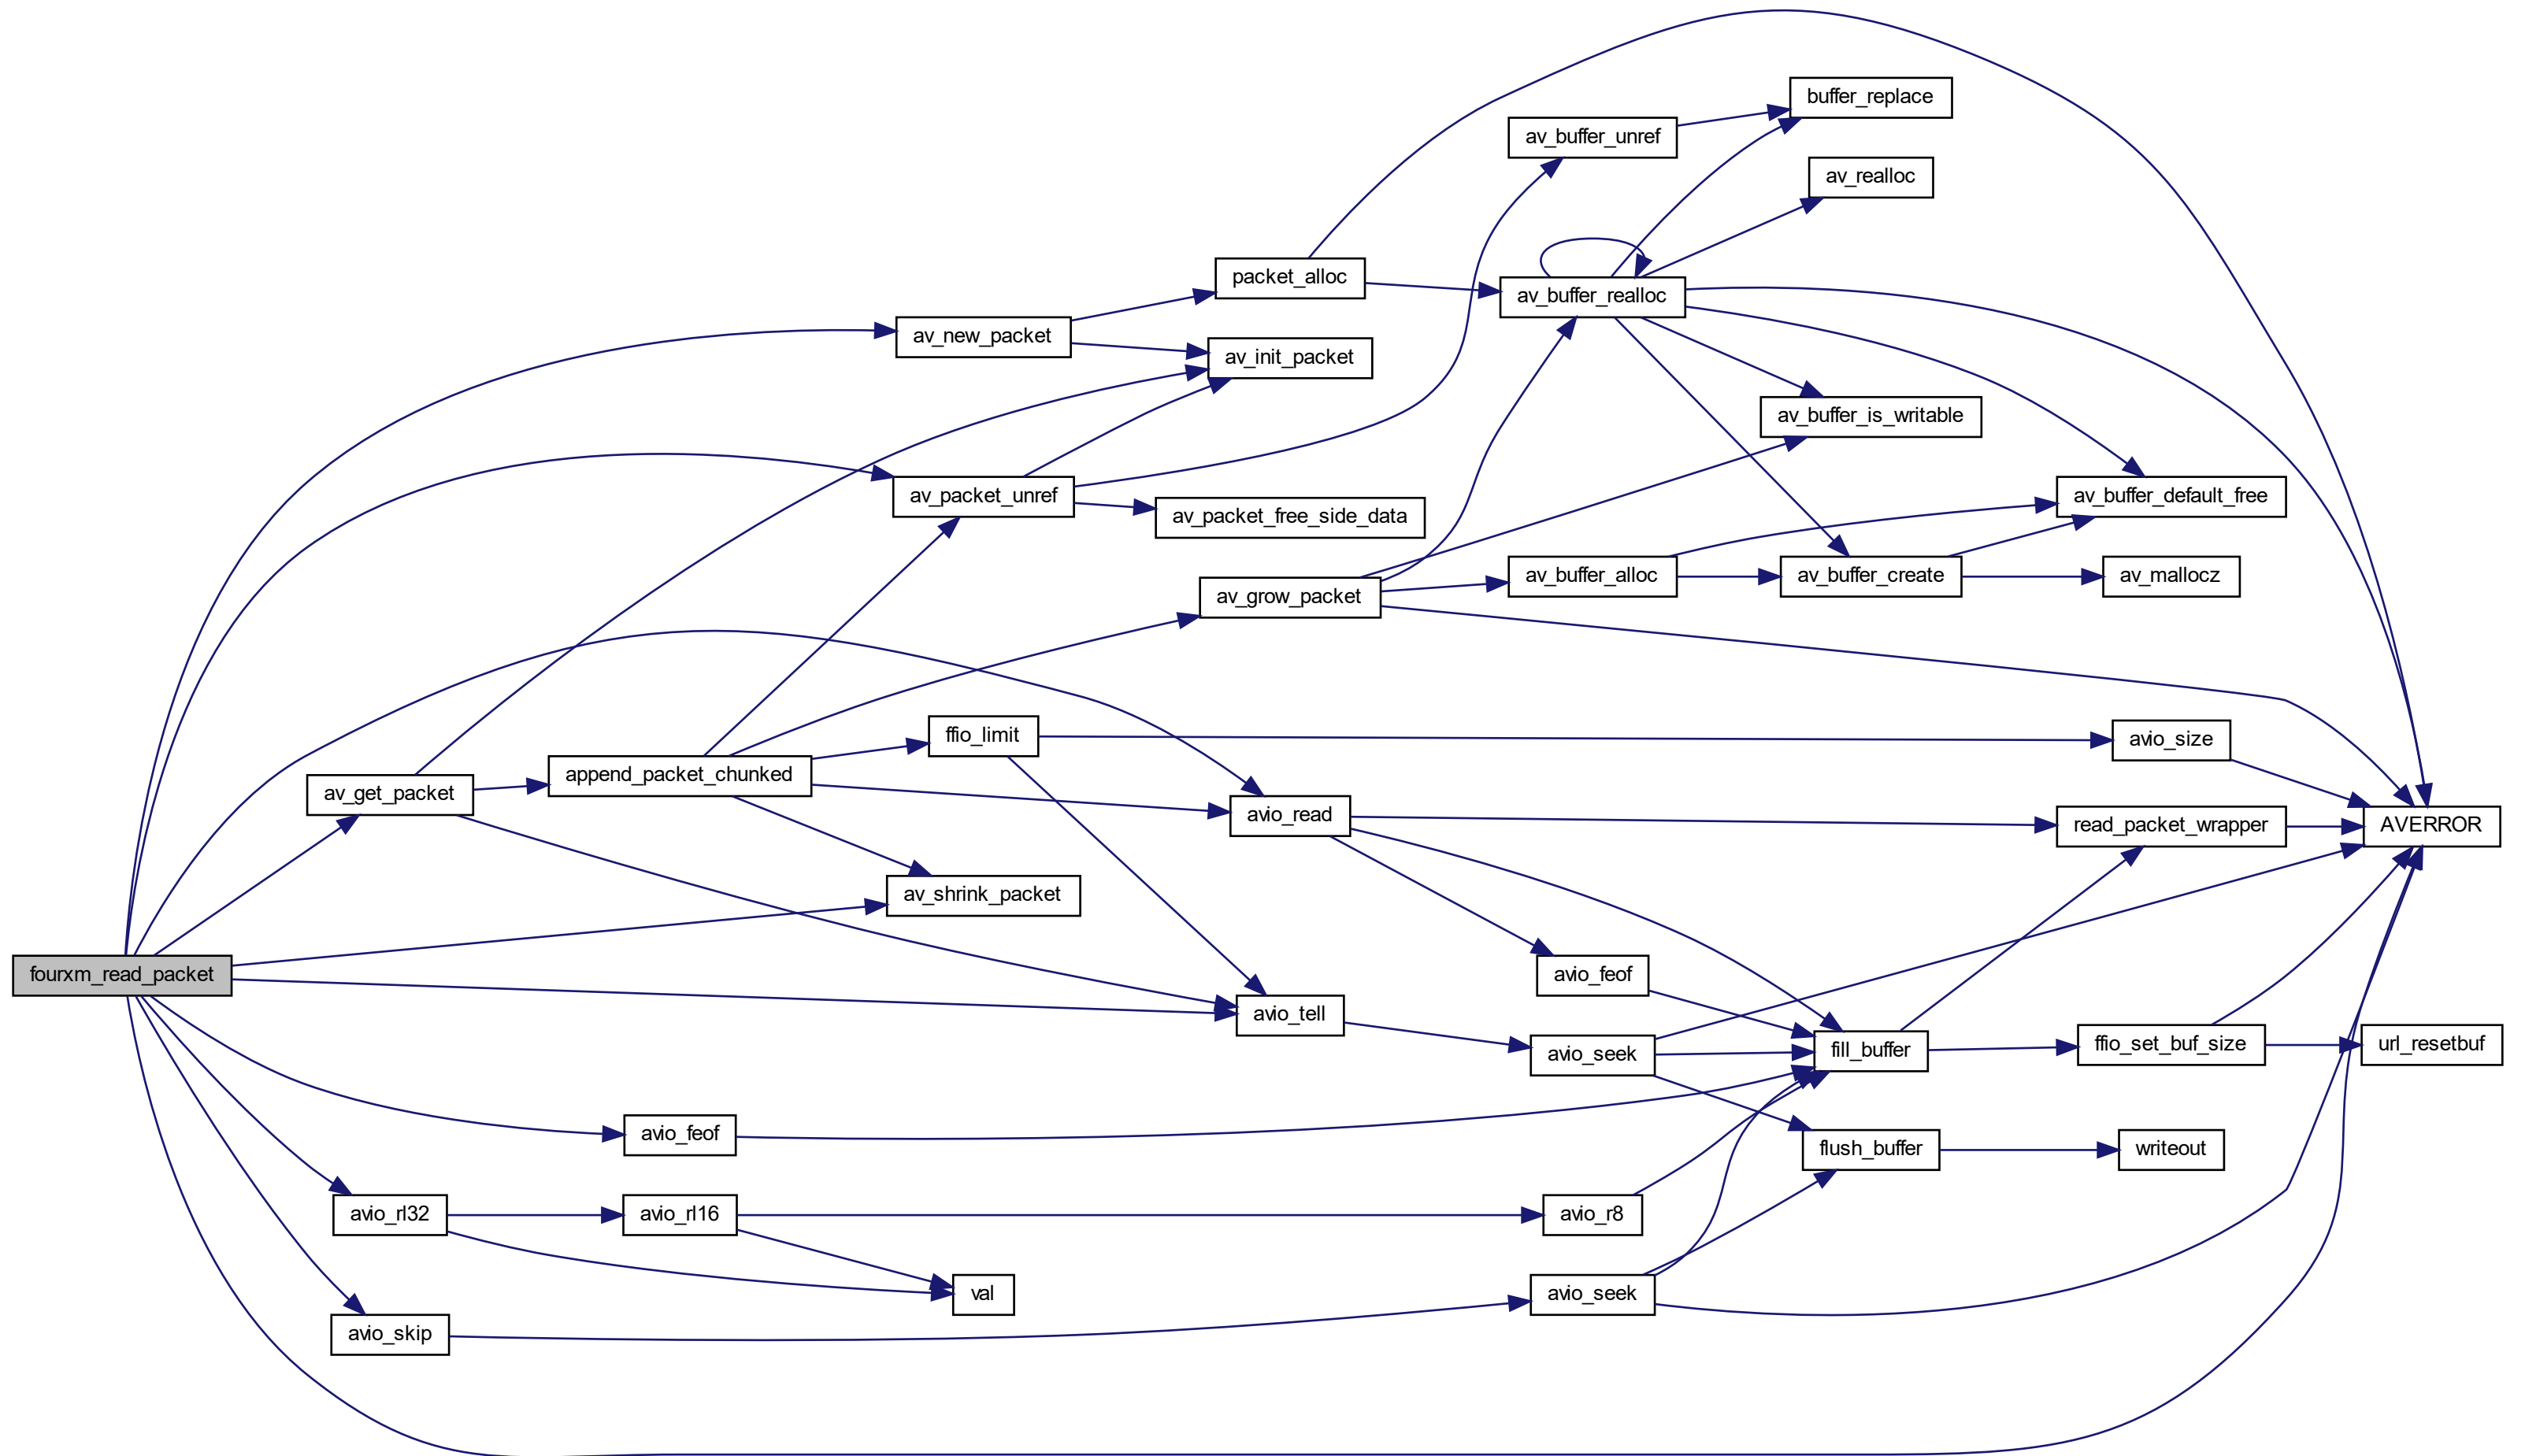 buffer_replace
av_buffer_unref
av_realloc
packet_alloc
av_buffer_realloc
av_new_packet
av_init_packet
av_buffer_is_writable
av_packet_unref
av_buffer_default_free
av_packet_free_side_data
av_buffer_alloc
av_buffer_create
av_mallocz
av_grow_packet
ffio_limit
avio_size
append_packet_chunked
av_get_packet
avio_read
read_packet_wrapper
AVERROR
av_shrink_packet
fourxm_read_packet
avio_feof
avio_tell
avio_seek
fill_buffer
ffio_set_buf_size
url_resetbuf
avio_feof
flush_buffer
writeout
avio_rl32
avio_rl16
avio_r8
val
avio_seek
avio_skip